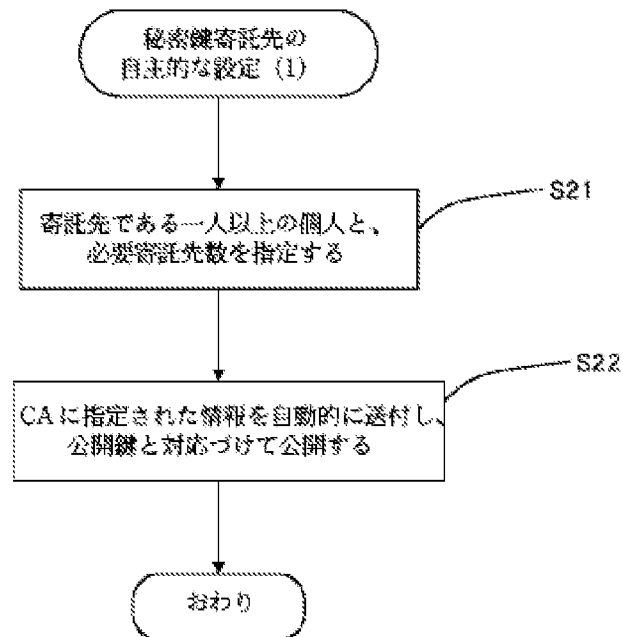 秘密鍵寄託先の
自主的な設定 (1)
S21
寄託先である一人以上の個人と、
必要寄託先数を指定する
S22
CAに指定された情報を自動的に送付し、
公開鍵と対応づけて公開する
おわり